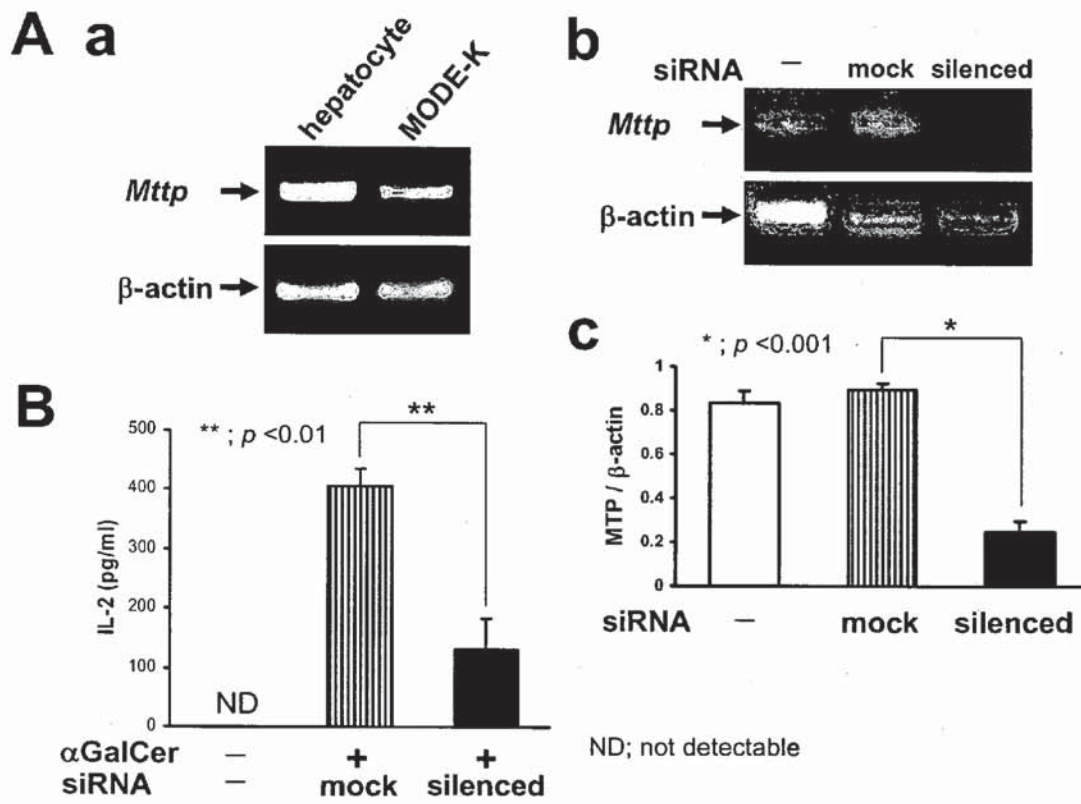 A a
hepatocyte
MODE-K
Mttp
β-actin
b
siRNA – mock silenced
Mttp
β-actin
c
* ; p <0.001
*
MTP / β-actin
1
0.8
0.6
0.4
0.2
0
siRNA – mock silenced
B
** ; p <0.01
**
IL-2 (pg/ml)
500
400
300
200
100
0
ND
αGalCer – + +
siRNA – mock silenced
ND; not detectable